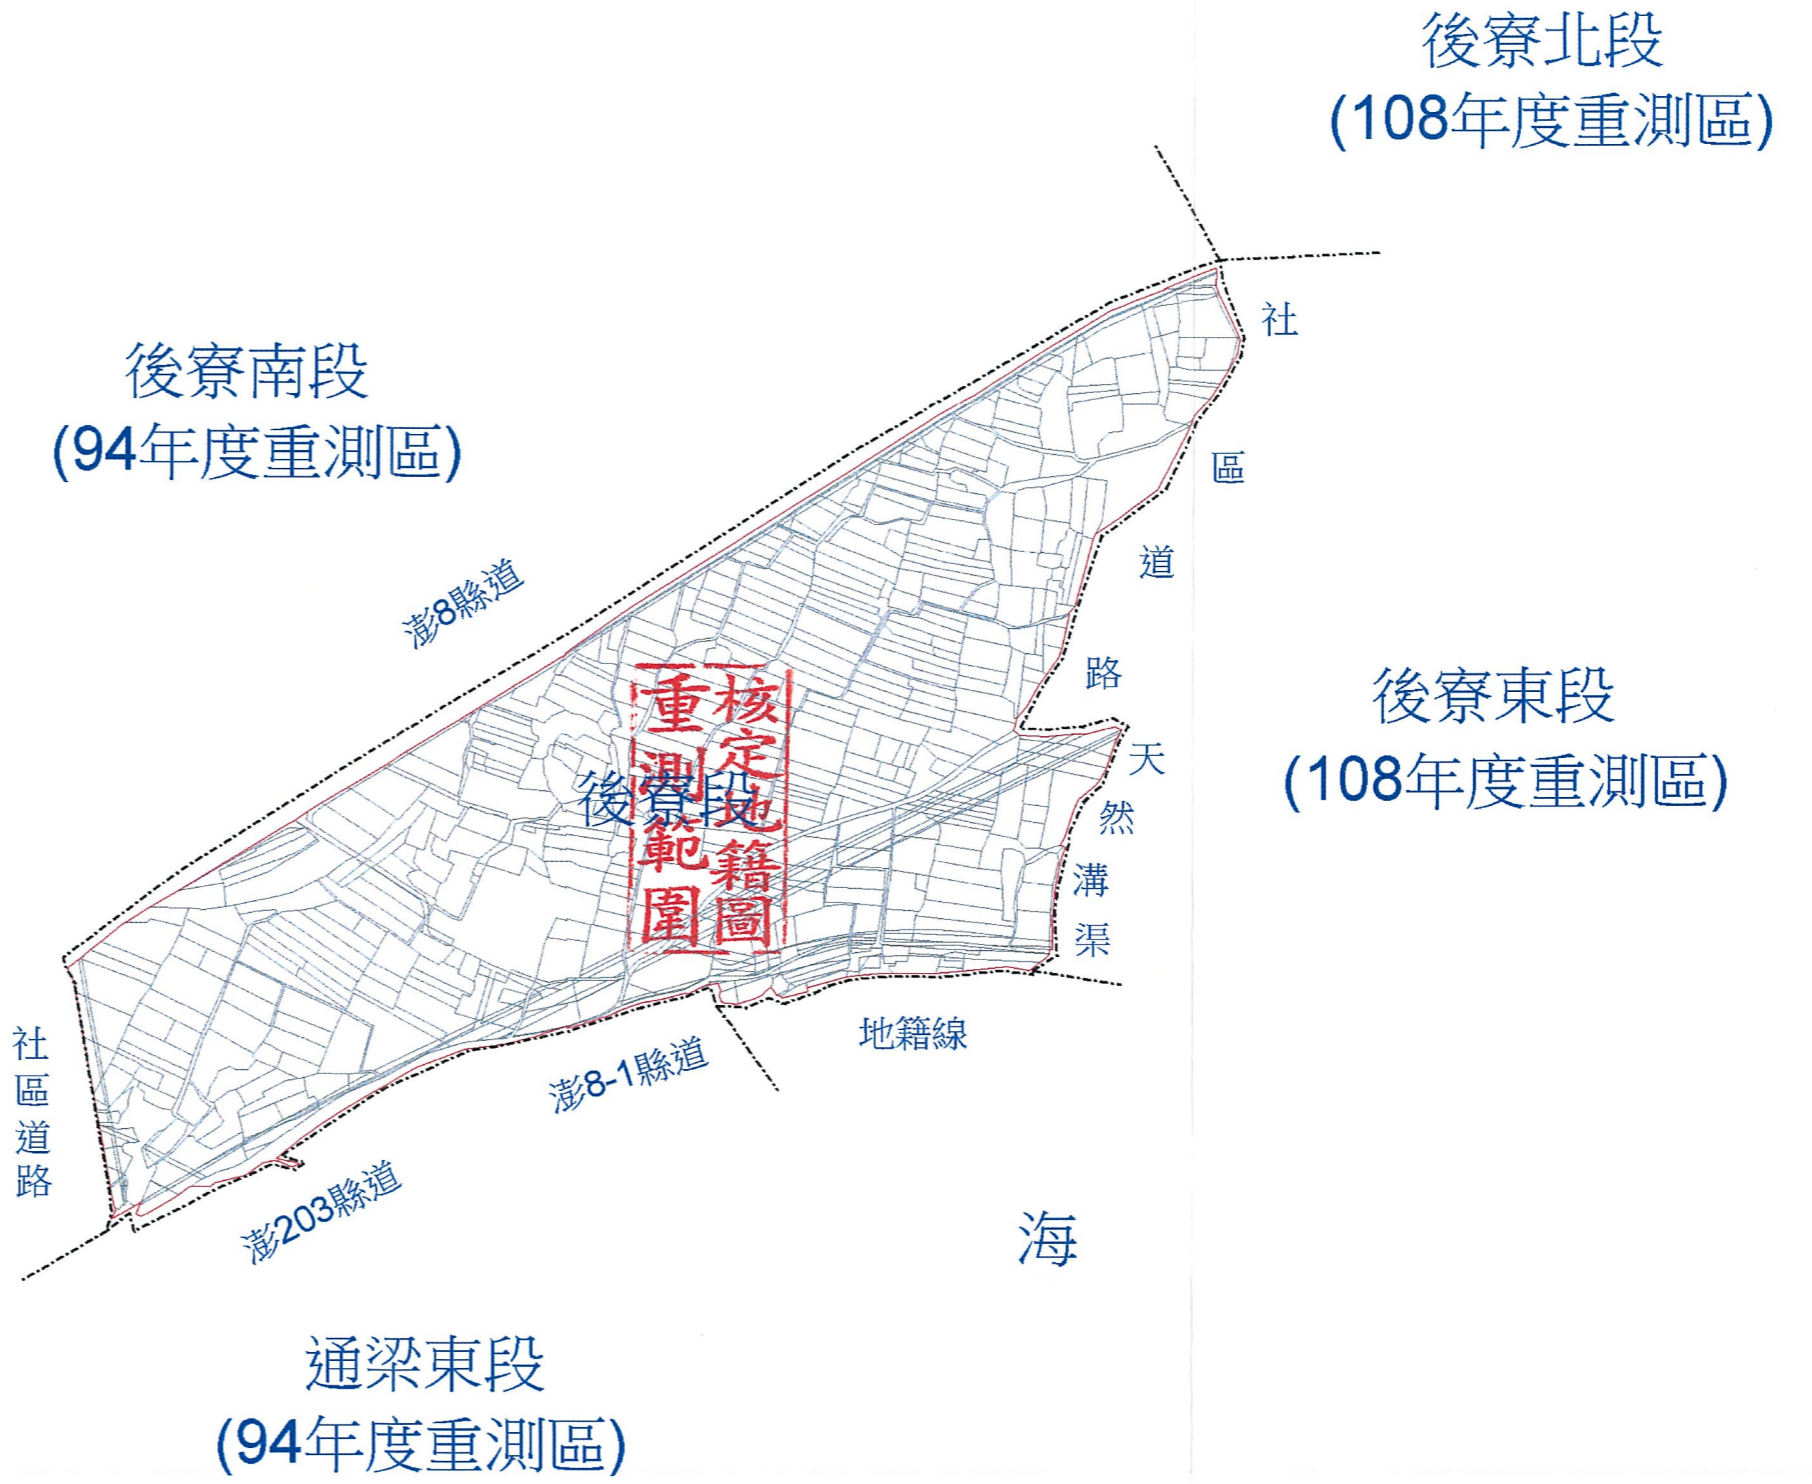 後寮北段
(108年度重測區)
後寮南段
(94年度重測區)
社區道路
澎8縣道
後寮東段
(108年度重測區)
天然溝渠
核定地籍圖
重測範圍
後寮段
地籍線
社區道路
澎8-1縣道
澎203縣道
海
通梁東段
(94年度重測區)